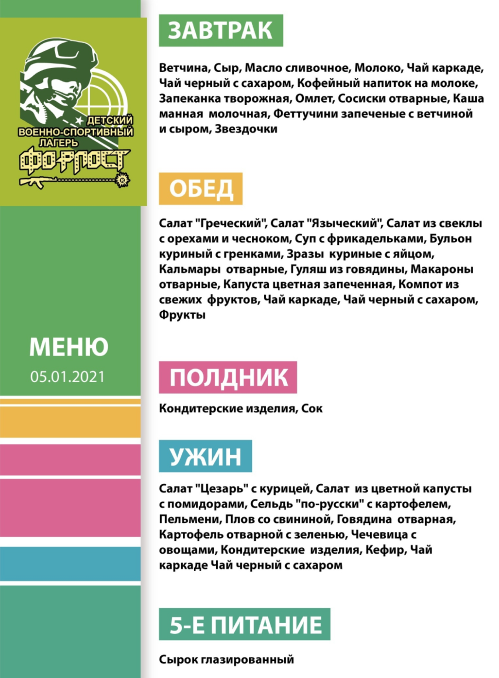 ДЕТСКИЙ
ВОЕННО-СПОРТИВНЫЙ
ЛАГЕРЬ
ФОРПОСТ
МЕНЮ
05.01.2021
ЗАВТРАК
Ветчина, Сыр, Масло сливочное, Молоко, Чай каркаде,
Чай черный с сахаром, Кофейный напиток на молоке,
Запеканка творожная, Омлет, Сосиски отварные, Каша
манная молочная, Феттучини запеченые с ветчиной
и сыром, Звездочки
ОБЕД
Салат "Греческий", Салат "Языческий", Салат из свеклы
с орехами и чесноком, Суп с фрикадельками, Бульон
куриный с гренками, Зразы куриные с яйцом,
Кальмары отварные, Гуляш из говядины, Макароны
отварные, Капуста цветная запеченная, Компот из
свежих фруктов, Чай каркаде, Чай черный с сахаром,
Фрукты
ПОЛДНИК
Кондитерские изделия, Сок
УЖИН
Салат "Цезарь" с курицей, Салат из цветной капусты
с помидорами, Сельдь "по-русски" с картофелем,
Пельмени, Плов со свининой, Говядина отварная,
Картофель отварной с зеленью, Чечевица с
овощами, Кондитерские изделия, Кефир, Чай
каркаде Чай черный с сахаром
5-Е ПИТАНИЕ
Сырок глазированный